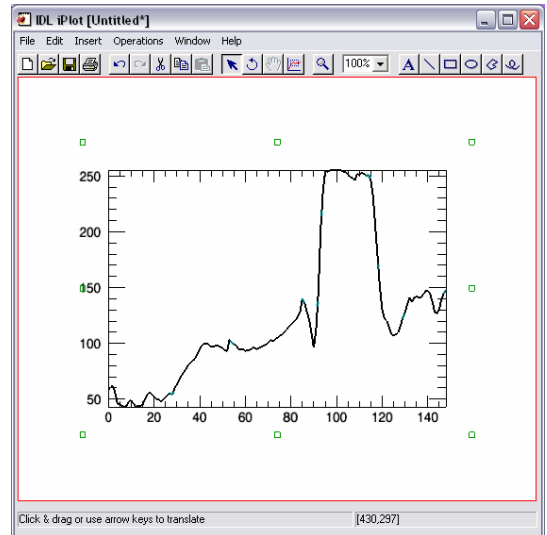 IDL iPlot [Untitled*]
File Edit Insert Operations Window Help
100% A
250
200
150
100
50
0 20 40 60 80 100 120 140
Click & drag or use arrow keys to translate [430,297]